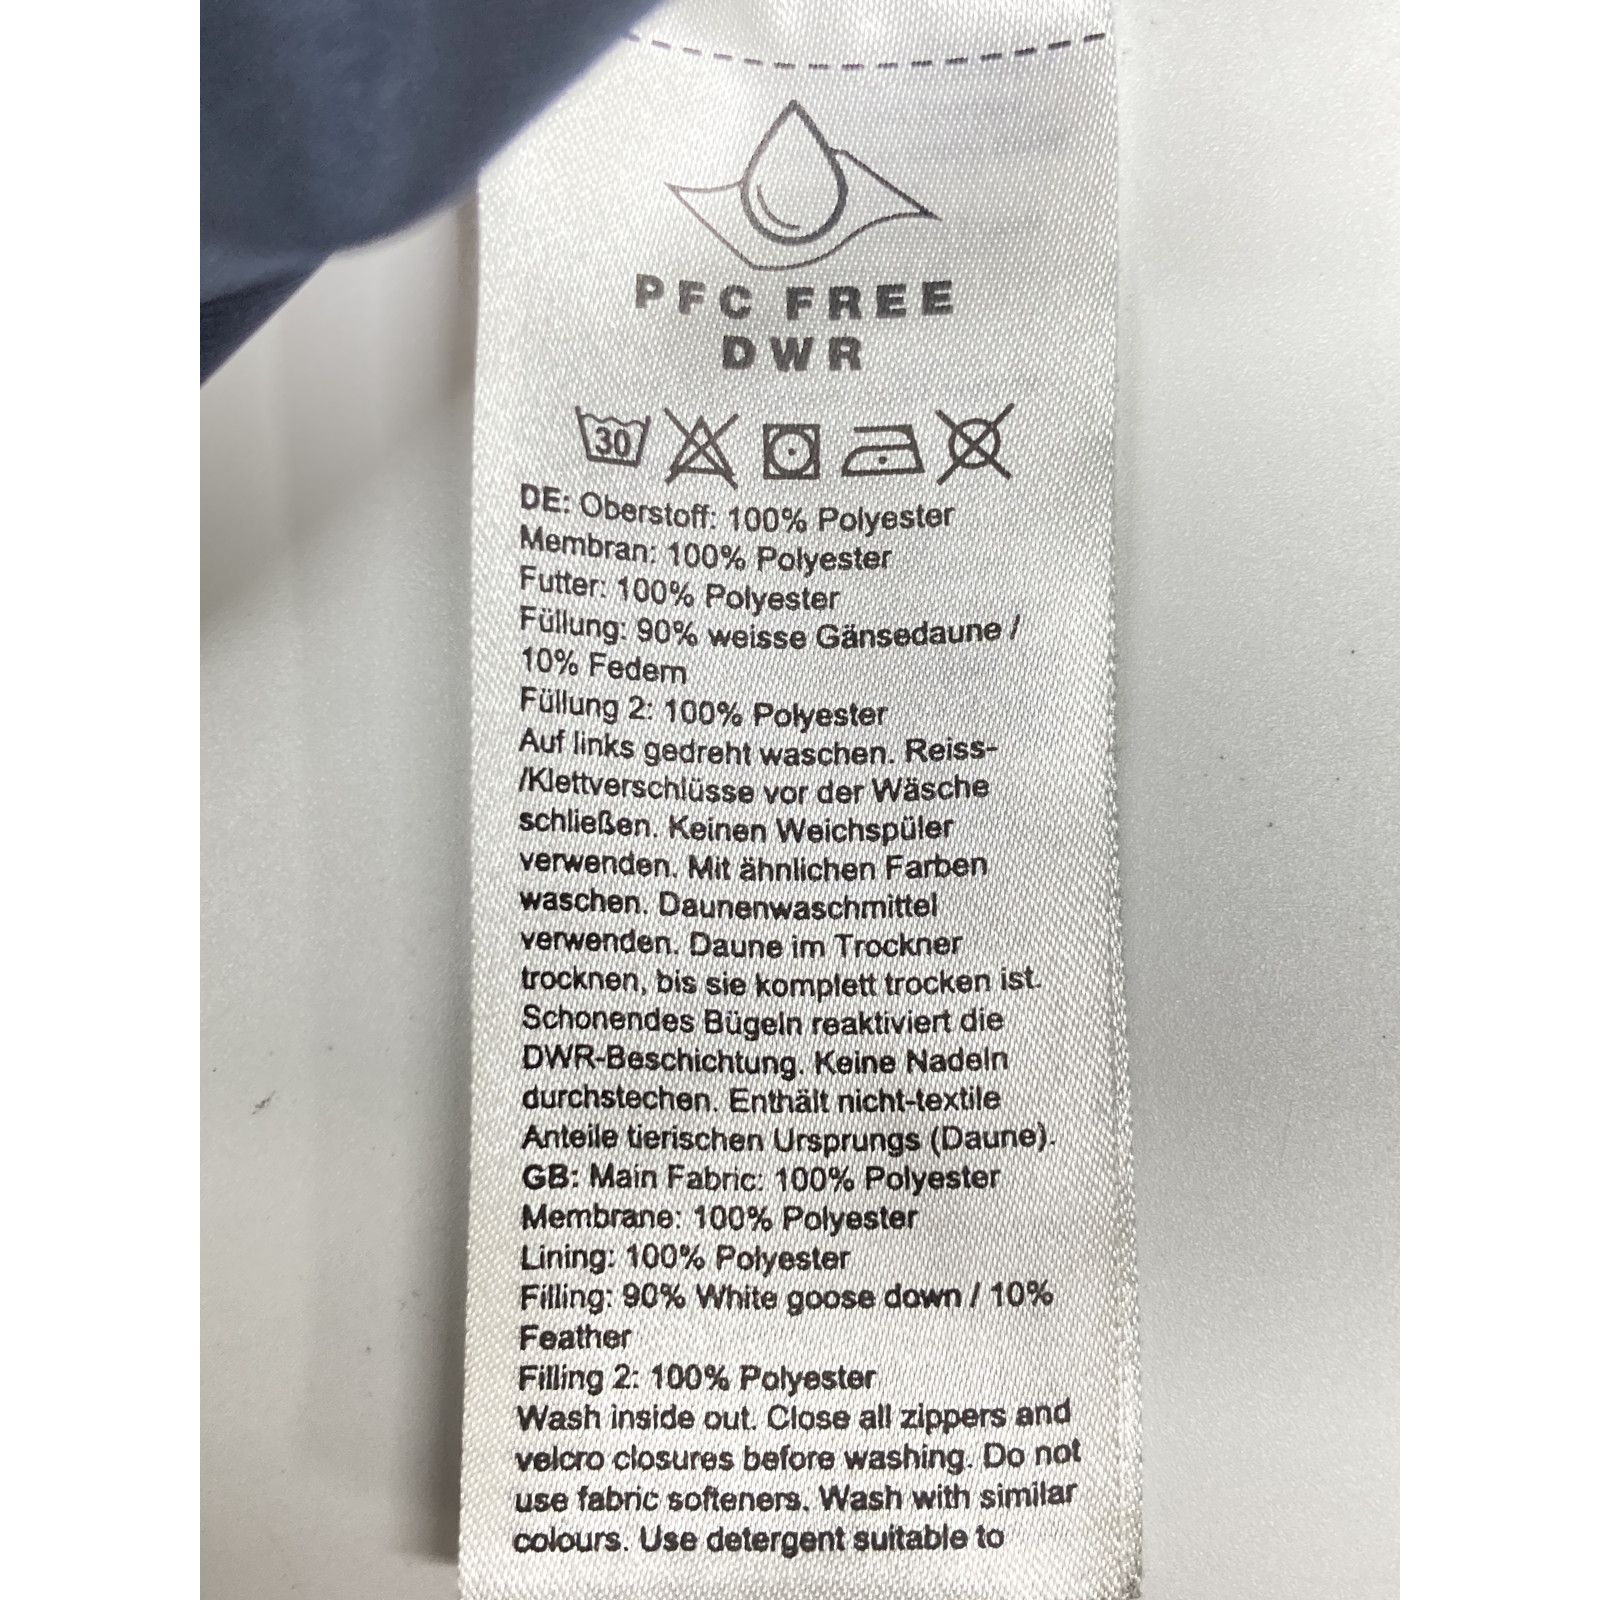 PFC FREE
DWR
30
DE: Oberstoff: 100% Polyester
Membran: 100% Polyester
Futter: 100% Polyester
Füllung: 90% weisse Gänsedaune /
10% Federn
Füllung 2: 100% Polyester
Auf links gedreht waschen. Reiss-
/Klettverschlüsse vor der Wäsche
schließen. Keinen Weichspüler
verwenden. Mit ähnlichen Farben
waschen. Daunenwaschmittel
verwenden. Daune im Trockner
trocknen, bis sie komplett trocken ist.
Schonendes Bügeln reaktiviert die
DWR-Beschichtung. Keine Nadeln
durchstechen. Enthält nicht-textile
Anteile tierischen Ursprungs (Daune).
GB: Main Fabric: 100% Polyester
Membrane: 100% Polyester
Lining: 100% Polyester
Filling: 90% White goose down / 10%
Feather
Filling 2: 100% Polyester
Wash inside out. Close all zippers and
velcro closures before washing. Do not
use fabric softeners. Wash with similar
colours. Use detergent suitable to